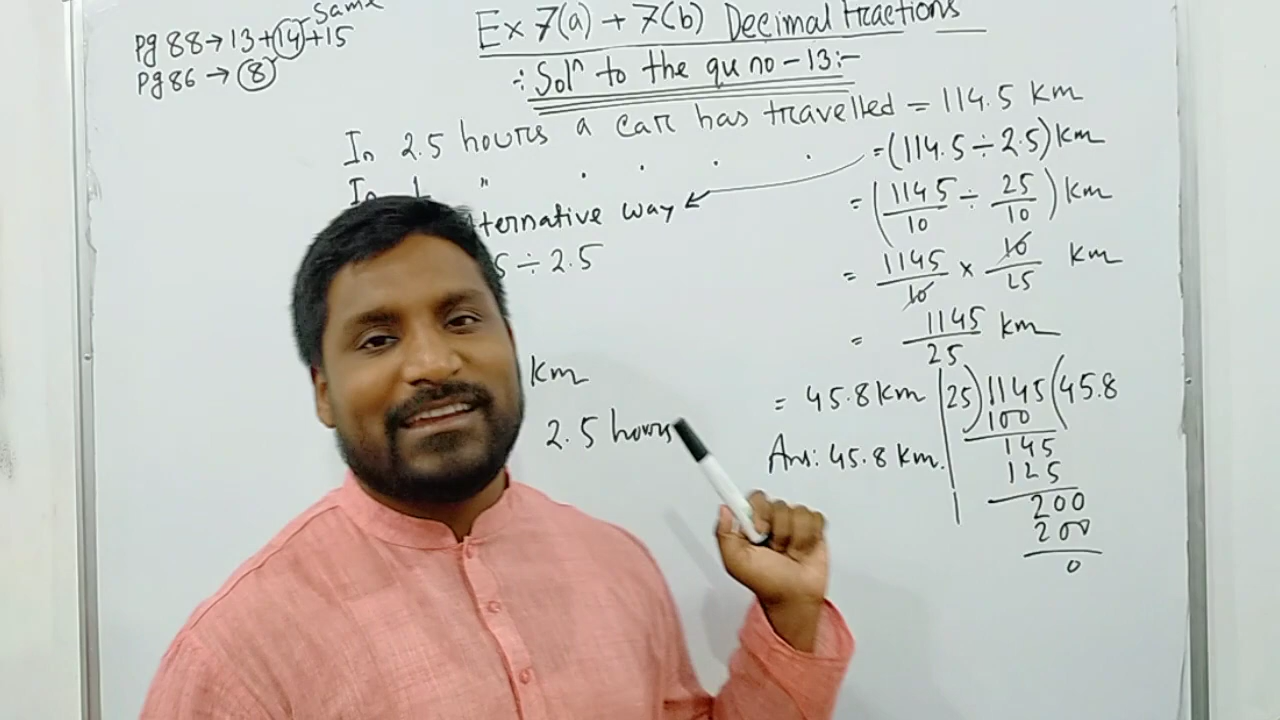 Same
pg 88 → 13 + 14 + 15
pg 86 → 8
Ex 7(a) + 7(b) Decimal fractions
∴ Solⁿ to the qu no - 13:-
In 2.5 hours a car has travelled = 114.5 km
In 1 " . . . . = (114.5 ÷ 2.5) km
= (1145/10 ÷ 25/10) km
= 1145/10 × 10/25 km
= 1145/25 km
= 45.8 km
Ans: 45.8 km.
25)1145(45.8
100
145
125
200
200
0
way
÷ 2.5
km
2.5 hours